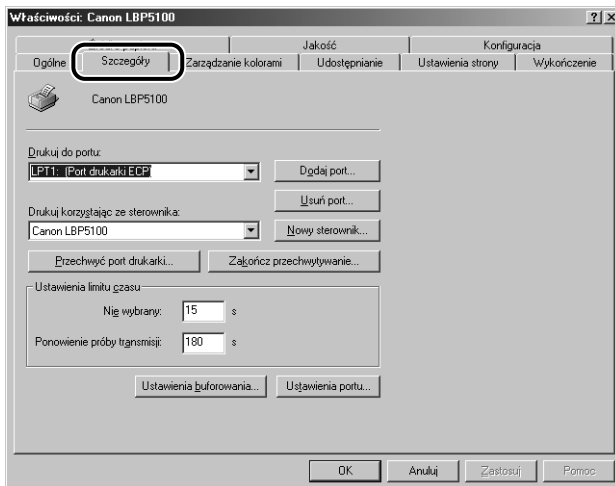 Właściwości: Canon LBP5100
Jakość
Konfiguracja
Ogólne
Szczegóły
Zarządzanie kolorami
Udostępnianie
Ustawienia strony
Wykończenie
Canon LBP5100
Drukuj do portu:
LPT1: (Port drukarki ECP)
Dodaj port...
Usuń port...
Drukuj korzystając ze sterownika:
Canon LBP5100
Nowy sterownik...
Przechwyć port drukarki...
Zakończ przechwytywanie...
Ustawienia limitu czasu
Nie wybrany:
15
s
Ponowienie próby transmisji:
180
s
Ustawienia buforowania...
Ustawienia portu...
OK
Anuluj
Zastosuj
Pomoc